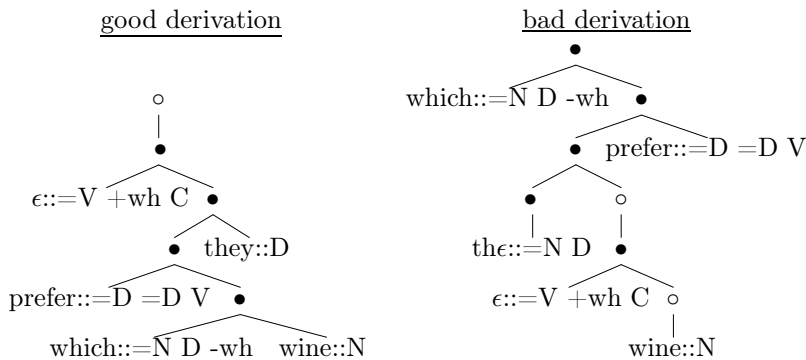 good derivation
bad derivation
which::=N D -wh
prefer::=D =D V
ϵ::=V +wh C
they::D
thϵ::=N D
prefer::=D =D V
ϵ::=V +wh C
which::=N D -wh wine::N
wine::N